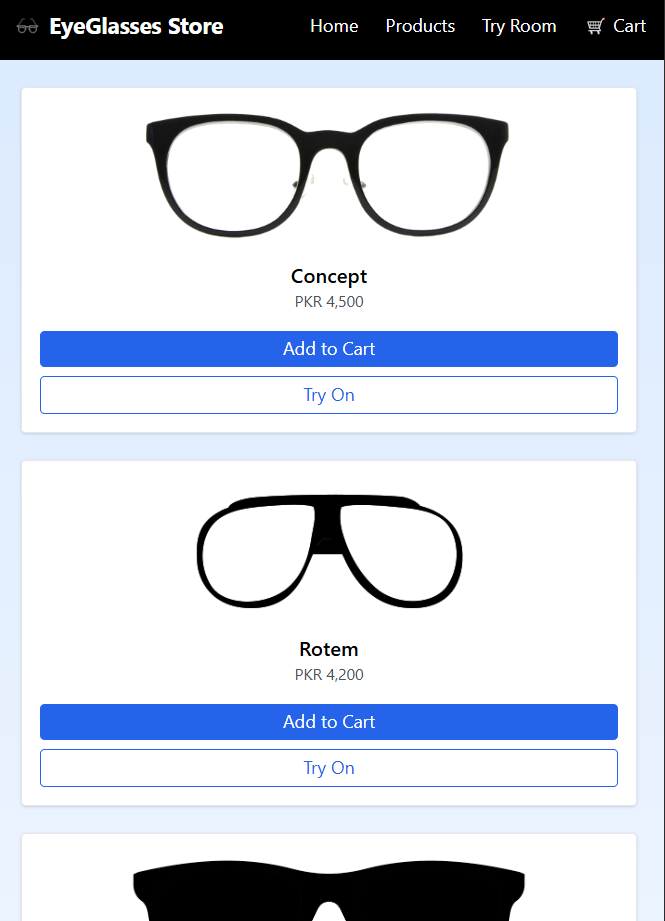 EyeGlasses Store Home Products Try Room Cart
Concept
PKR 4,500
Add to Cart
Try On
Rotem
PKR 4,200
Add to Cart
Try On